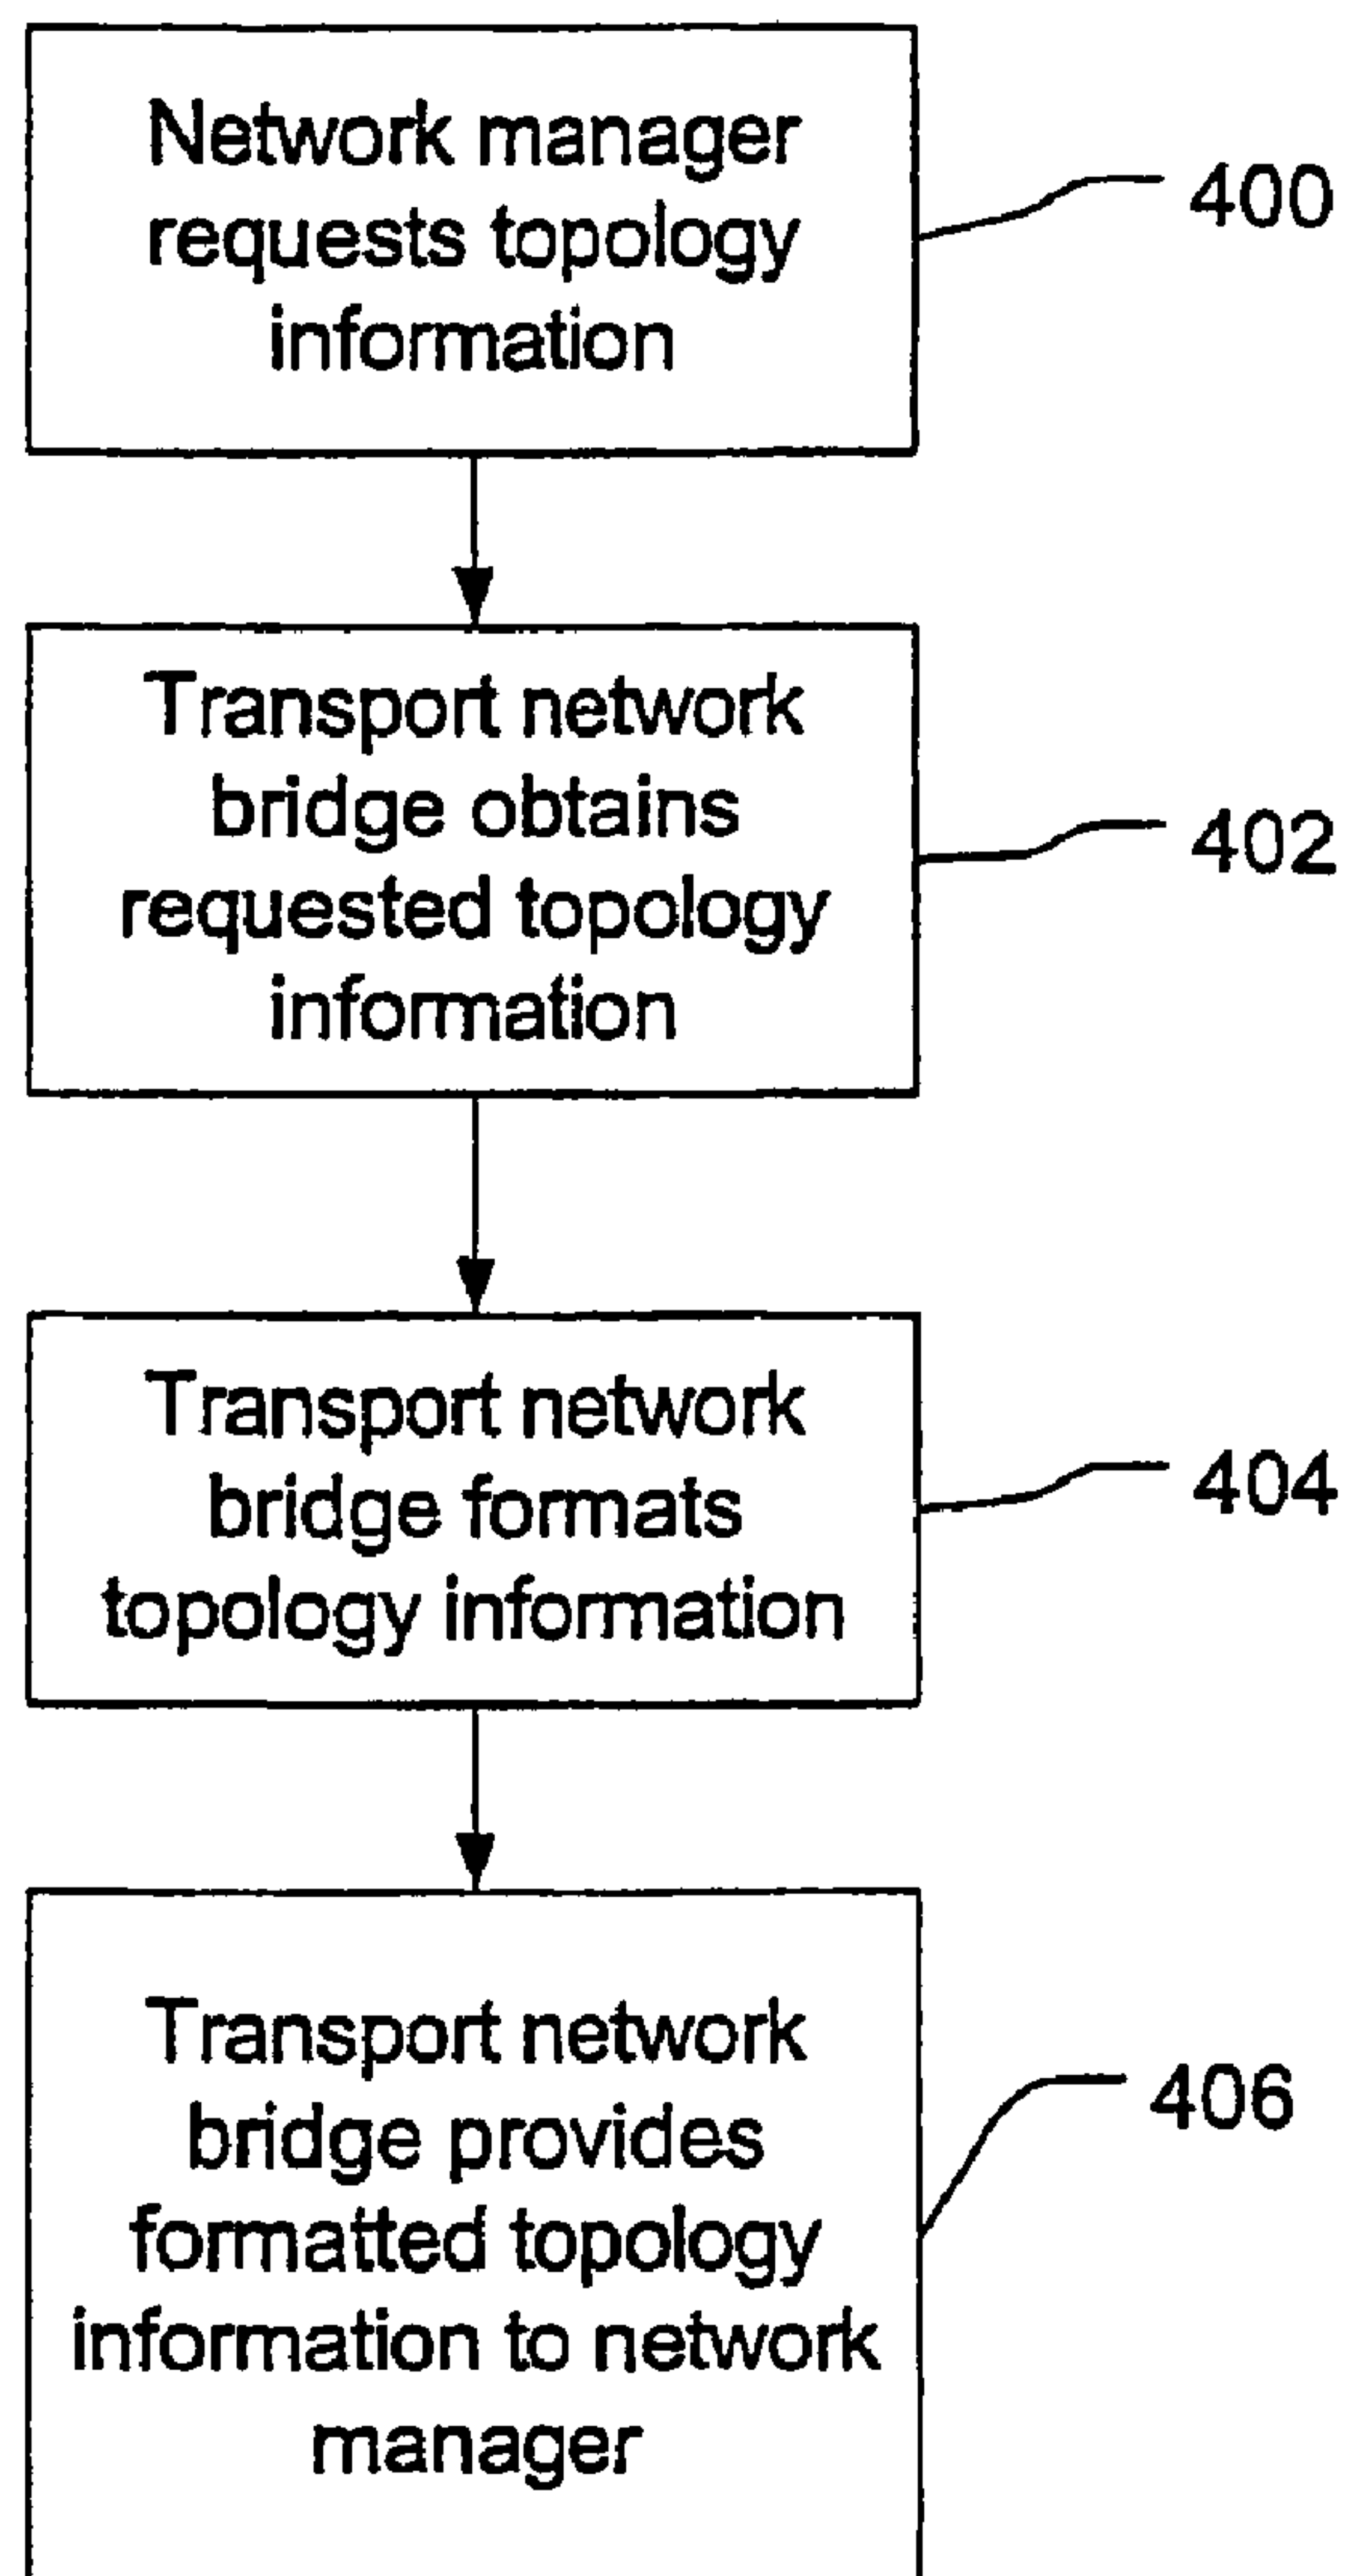 Network manager
requests topology
information
400
Transport network
bridge obtains
requested topology
information
402
Transport network
bridge formats
topology information
404
Transport network
bridge provides
formatted topology
information to network
manager
406